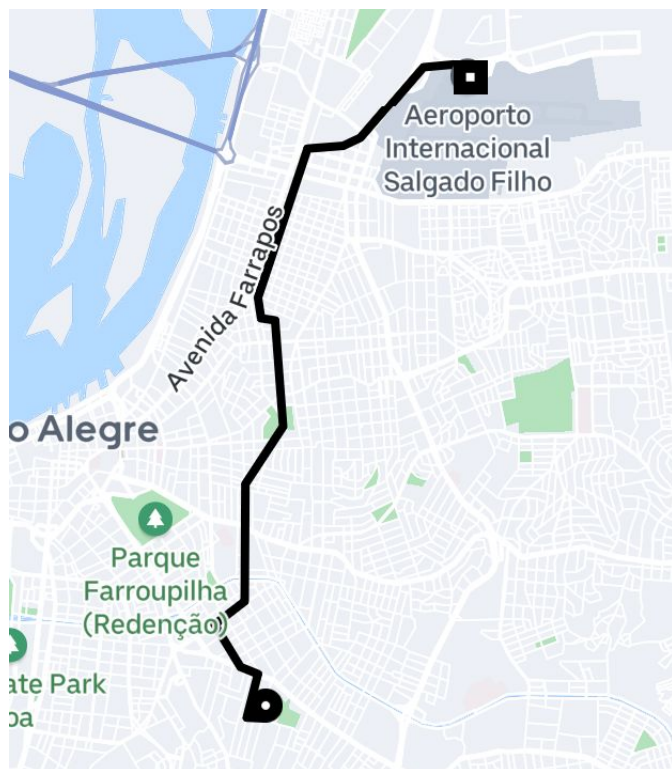 Aeroporto
Internacional
Salgado Filho
Avenida Farrapos
o Alegre
Parque
Farroupilha
(Redenção)
ate Park
oa